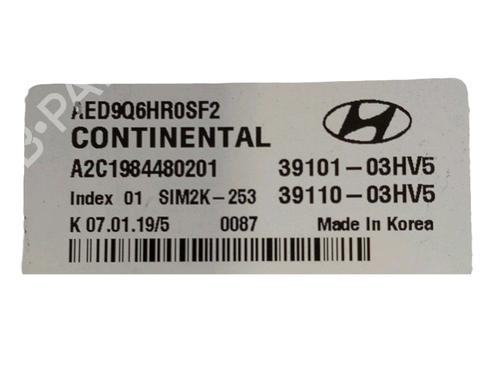 AED9Q6HR0SF2
CONTINENTAL
A2C1984480201 39101-03HV5
Index 01 SIM2K-253 39110-03HV5
K 07.01.19/5 0087 Made In Korea